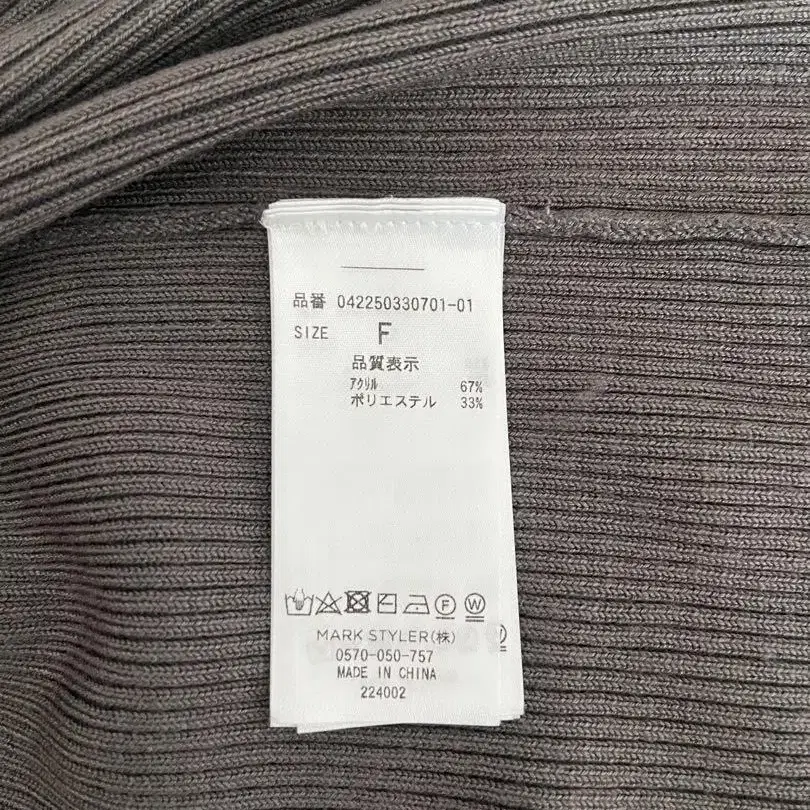 品番 042250330701-01
SIZE F
品質表示
アクリル 67%
ポリエステル 33%
F W
MARK STYLER(株)
0570-050-757
MADE IN CHINA
224002